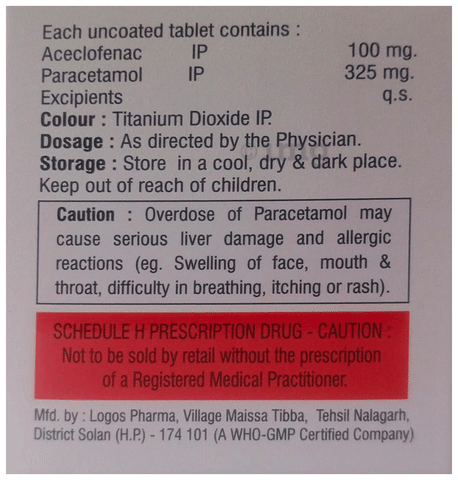 Each uncoated tablet contains :
Aceclofenac IP 100 mg.
Paracetamol IP 325 mg.
Excipients q.s.
Colour : Titanium Dioxide IP.
Dosage : As directed by the Physician.
Storage : Store in a cool, dry & dark place.
Keep out of reach of children.
Caution : Overdose of Paracetamol may
cause serious liver damage and allergic
reactions (eg. Swelling of face, mouth &
throat, difficulty in breathing, itching or rash).
SCHEDULE H PRESCRIPTION DRUG - CAUTION :
Not to be sold by retail without the prescription
of a Registered Medical Practitioner.
Mfd. by : Logos Pharma, Village Maissa Tibba, Tehsil Nalagarh,
District Solan (H.P.) - 174 101 (A WHO-GMP Certified Company)